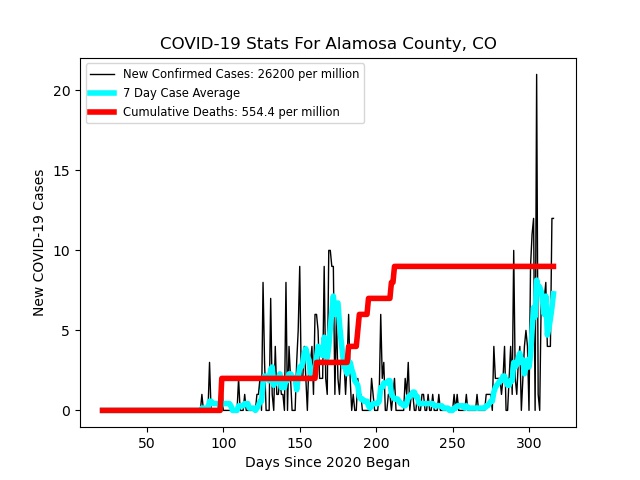 COVID-19 Stats For Alamosa County, CO
New Confirmed Cases: 26200 per million
7 Day Case Average
Cumulative Deaths: 554.4 per million
New COVID-19 Cases
20
15
10
5
0
50 100 150 200 250 300
Days Since 2020 Began